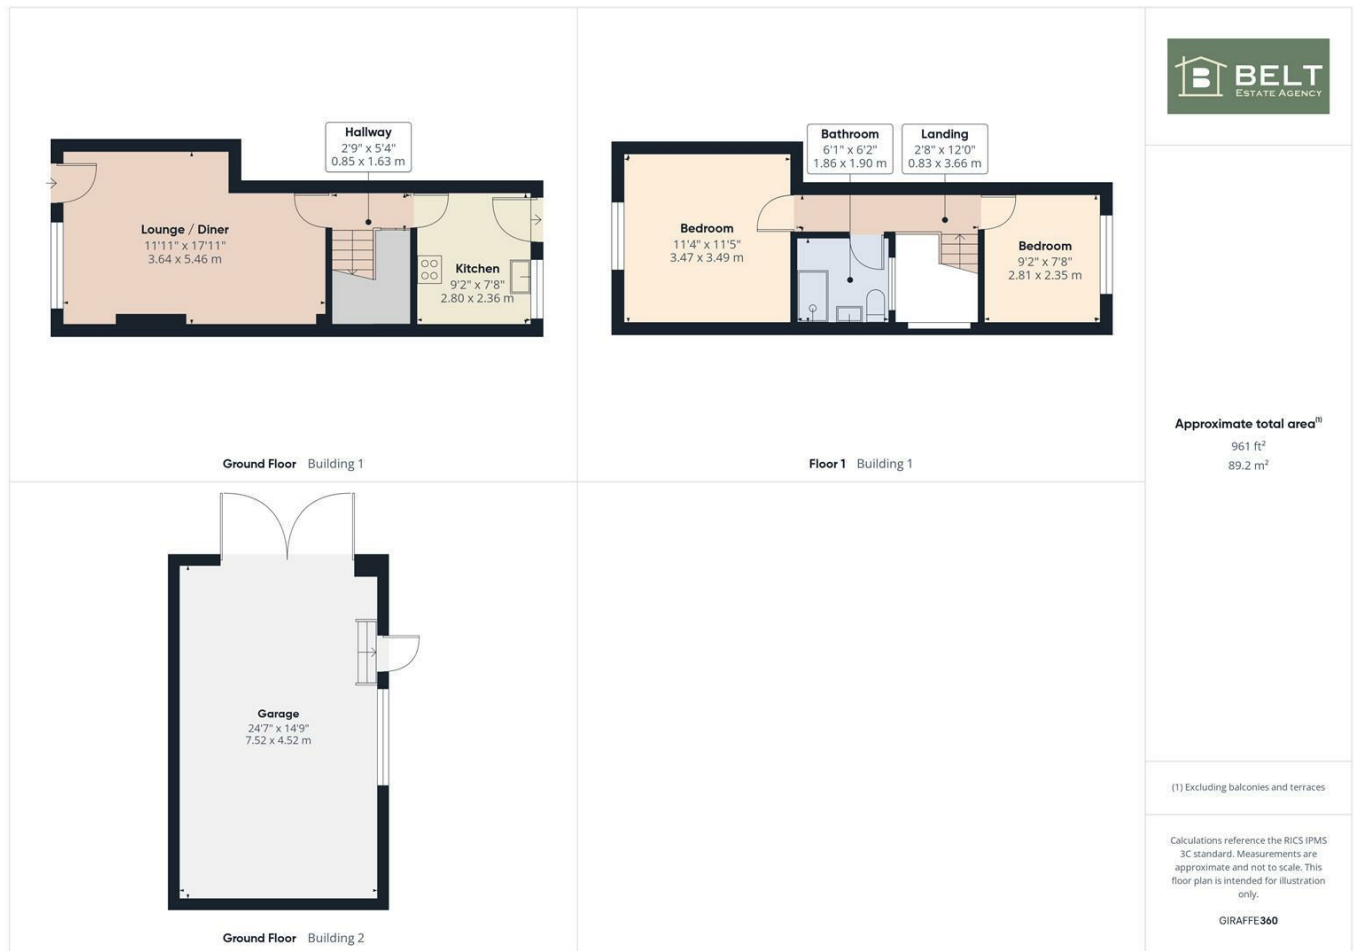 Hallway
2'9" x 5'4"
0.85 x 1.63 m
Lounge / Diner
11'11" x 17'11"
3.64 x 5.46 m
Kitchen
9'2" x 7'8"
2.80 x 2.36 m
Ground Floor Building 1
Bathroom
6'1" x 6'2"
1.86 x 1.90 m
Landing
2'8" x 12'0"
0.83 x 3.66 m
Bedroom
11'4" x 11'5"
3.47 x 3.49 m
Bedroom
9'2" x 7'8"
2.81 x 2.35 m
Floor 1 Building 1
Garage
24'7" x 14'9"
7.52 x 4.52 m
Ground Floor Building 2
B BELT
ESTATE AGENCY
Approximate total area(1)
961 ft²
89.2 m²
(1) Excluding balconies and terraces
Calculations reference the RICS IPMS
3C standard. Measurements are
approximate and not to scale. This
floor plan is intended for illustration
only.
GIRAFFE360